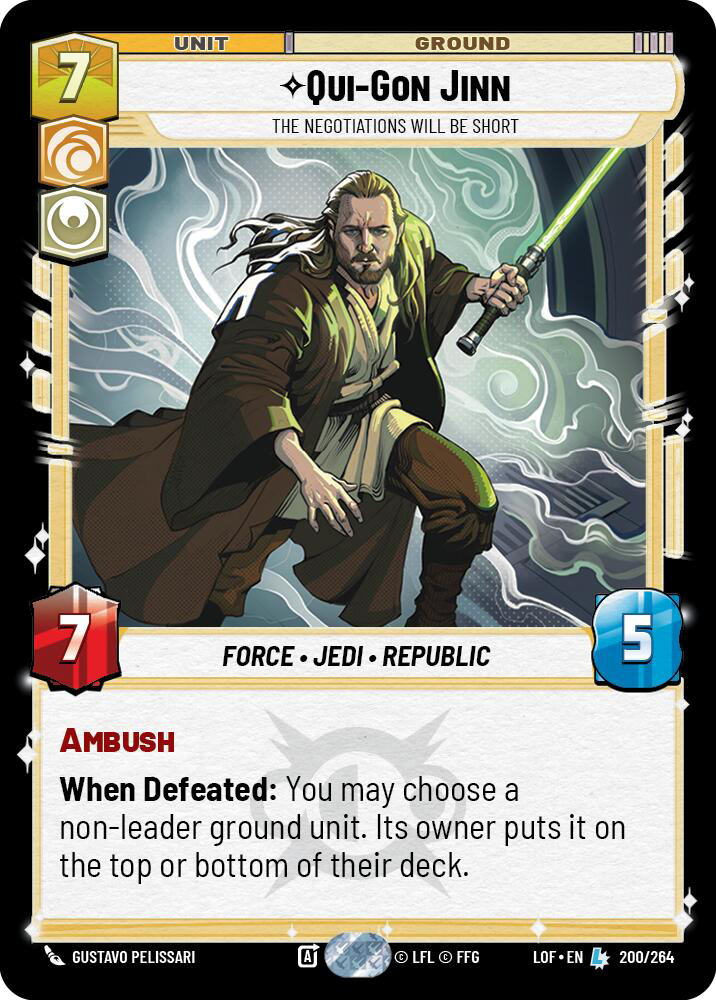 UNIT
GROUND
7
✧QUI-GON JINN
THE NEGOTIATIONS WILL BE SHORT
7
FORCE • JEDI • REPUBLIC
5
AMBUSH
When Defeated: You may choose a
non-leader ground unit. Its owner puts it on
the top or bottom of their deck.
GUSTAVO PELISSARI
A
© LFL © FFG
LOF • EN
L
200/264